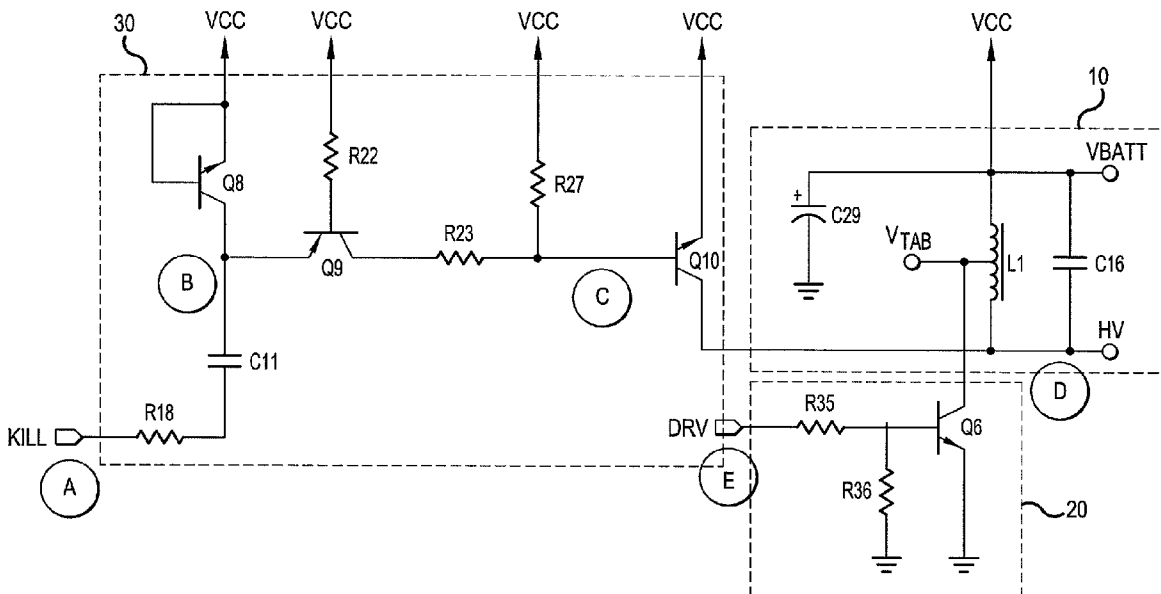 30
VCC
VCC
VCC
VCC
VCC
10
VBATT
Q8
R22
R27
C29
+
VTAB
L1
C16
B
Q9
R23
C
Q10
HV
C11
D
R18
KILL
A
DRV
E
R35
Q6
R36
20